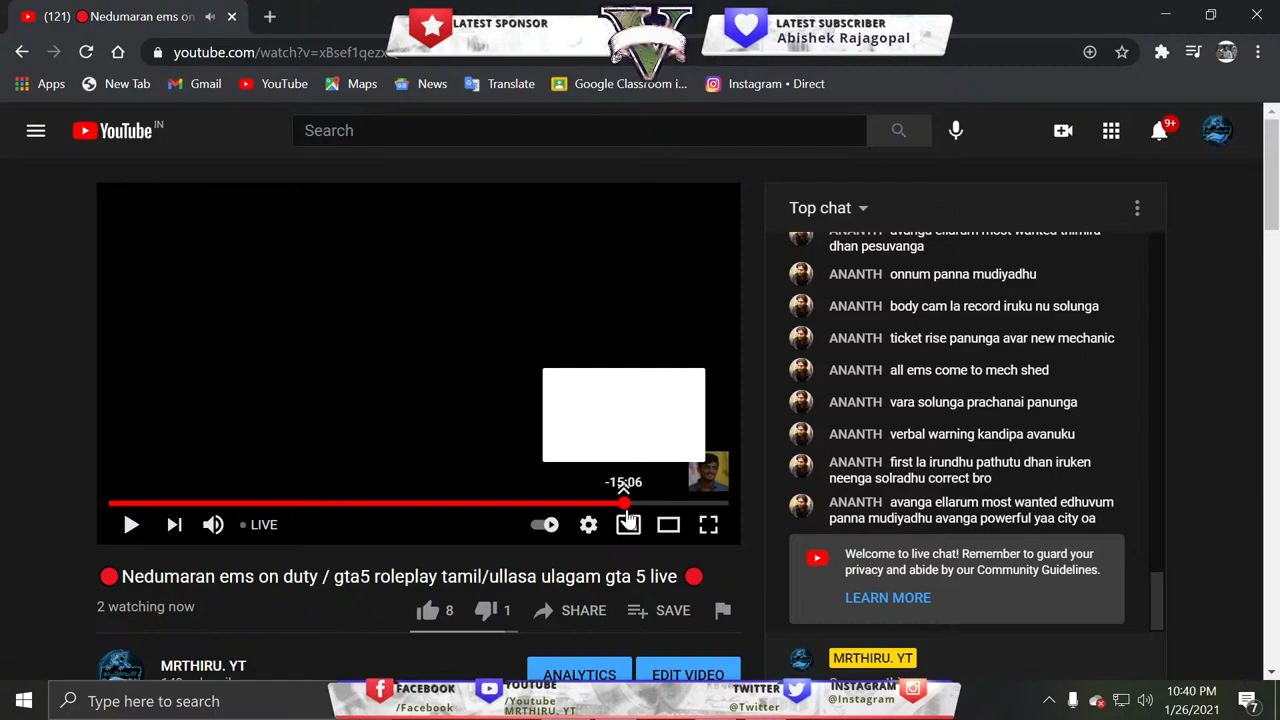 (121) 🔴 Nedumaran ems on
LATEST SPONSOR
LATEST SUBSCRIBER
Abishek Rajagopal
youtube.com/watch?v=
Apps
New Tab
Gmail
YouTube
Maps
News
Translate
Google Classroom i...
Instagram • Direct
YouTube IN
Search
9+
Top chat
avanga ellarum most wanted thimira
dhan pesuvanga
ANANTH onnum panna mudiyadhu
ANANTH body cam la record iruku nu solunga
ANANTH ticket rise panunga avar new mechanic
ANANTH all ems come to mech shed
ANANTH vara solunga prachanai panunga
ANANTH verbal warning kandipa avanuku
ANANTH first la irundhu pathutu dhan iruken
neenga solradhu correct bro
ANANTH avanga ellarum most wanted edhuvum
panna mudiyadhu avanga powerful yaa city oa
Welcome to live chat! Remember to guard your
privacy and abide by our Community Guidelines.
LEARN MORE
MRTHIRU. YT
-15:06
LIVE
🔴Nedumaran ems on duty / gta5 roleplay tamil/ullasa ulagam gta 5 live 🔴
2 watching now
8
1
SHARE
SAVE
MRTHIRU. YT
ANALYTICS
EDIT VIDEO
Type here to search
FACEBOOK
/Facebook
YOUTUBE
/Youtube
MRTHIRU. YT
TWITTER
@Twitter
INSTAGRAM
@Instagram
10:40 PM
1/26/2021
7